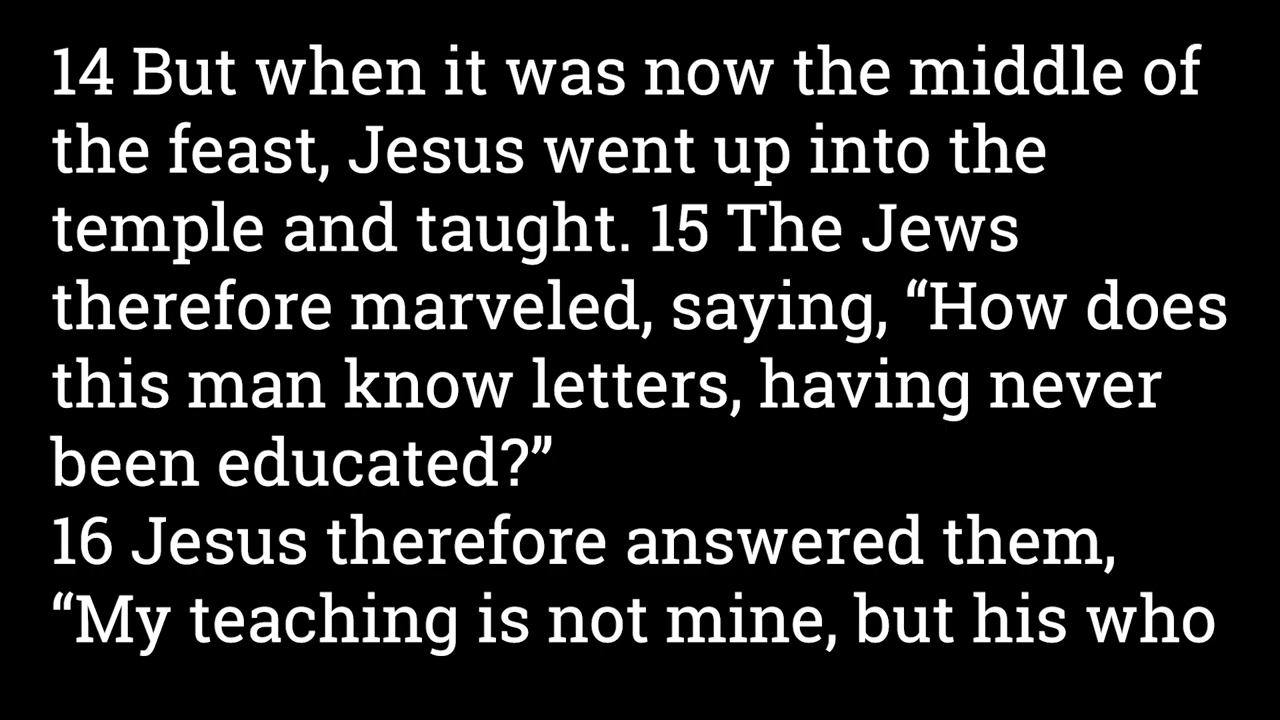 14 But when it was now the middle of
the feast, Jesus went up into the
temple and taught. 15 The Jews
therefore marveled, saying, “How does
this man know letters, having never
been educated?”
16 Jesus therefore answered them,
“My teaching is not mine, but his who